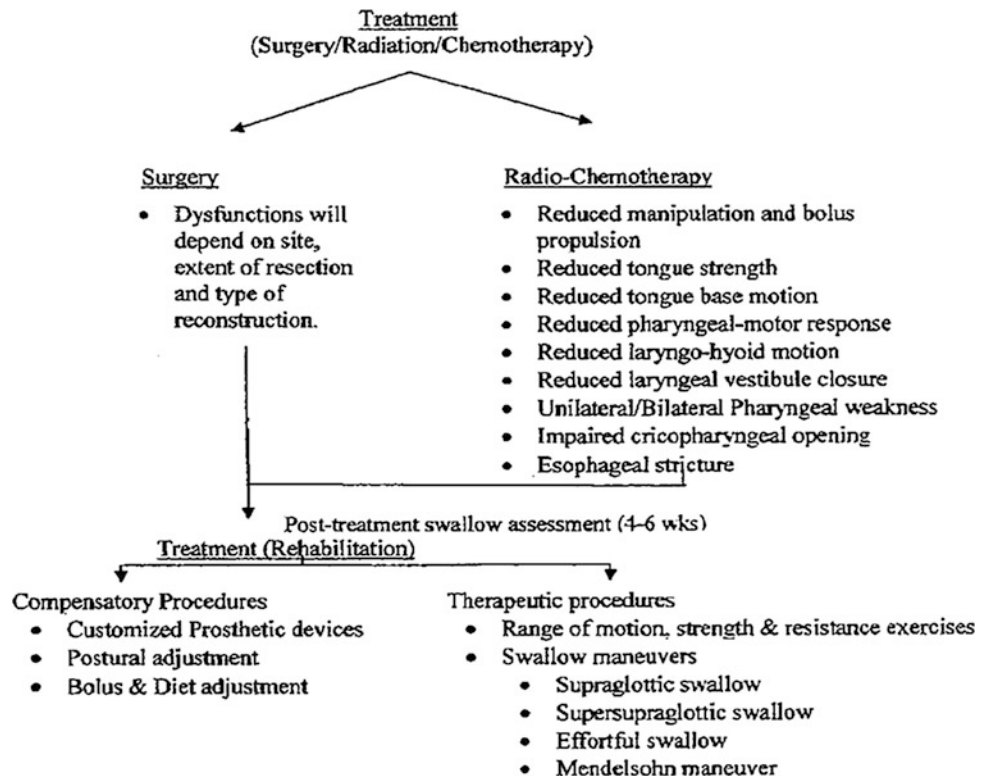 Treatment
(Surgery/Radiation/Chemotherapy)
Surgery
• Dysfunctions will
depend on site,
extent of resection
and type of
reconstruction.
Radio-Chemotherapy
• Reduced manipulation and bolus
propulsion
• Reduced tongue strength
• Reduced tongue base motion
• Reduced pharyngeal-motor response
• Reduced laryngo-hyoid motion
• Reduced laryngeal vestibule closure
• Unilateral/Bilateral Pharyngeal weakness
• Impaired cricopharyngeal opening
• Esophageal stricture
Post-treatment swallow assessment (4-6 wks)
Treatment (Rehabilitation)
Compensatory Procedures
• Customized Prosthetic devices
• Postural adjustment
• Bolus & Diet adjustment
Therapeutic procedures
• Range of motion, strength & resistance exercises
• Swallow maneuvers
• Supraglottic swallow
• Supersupraglottic swallow
• Effortful swallow
• Mendelsohn maneuver